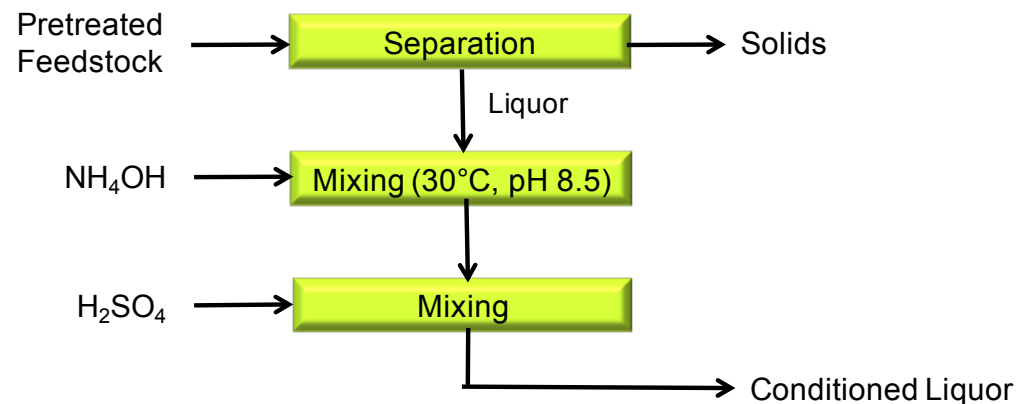 Pretreated
Feedstock
Separation
Solids
Liquor
NH₄OH
Mixing (30°C, pH 8.5)
H₂SO₄
Mixing
Conditioned Liquor